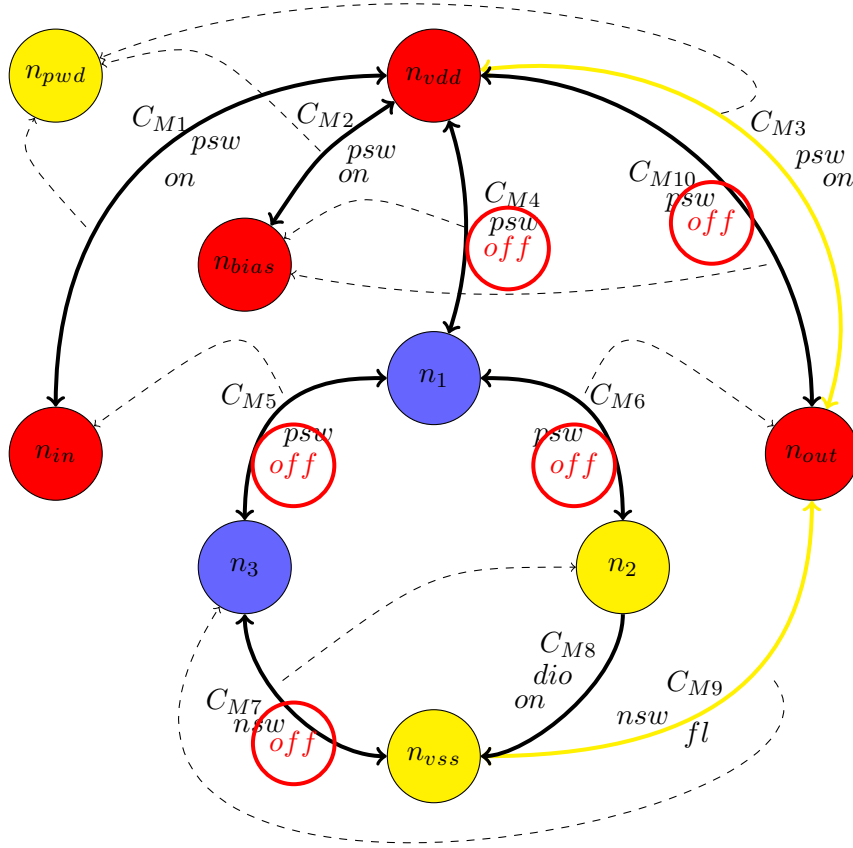 n_pwd
n_vdd
C_M1
psw
on
C_M2
psw
on
C_M3
psw
on
C_M4
psw
off
C_M10
psw
off
n_bias
n_1
C_M5
psw
off
C_M6
psw
off
n_in
n_out
n_3
n_2
C_M7
nsw
off
C_M8
dio
on
C_M9
nsw
fl
n_vss